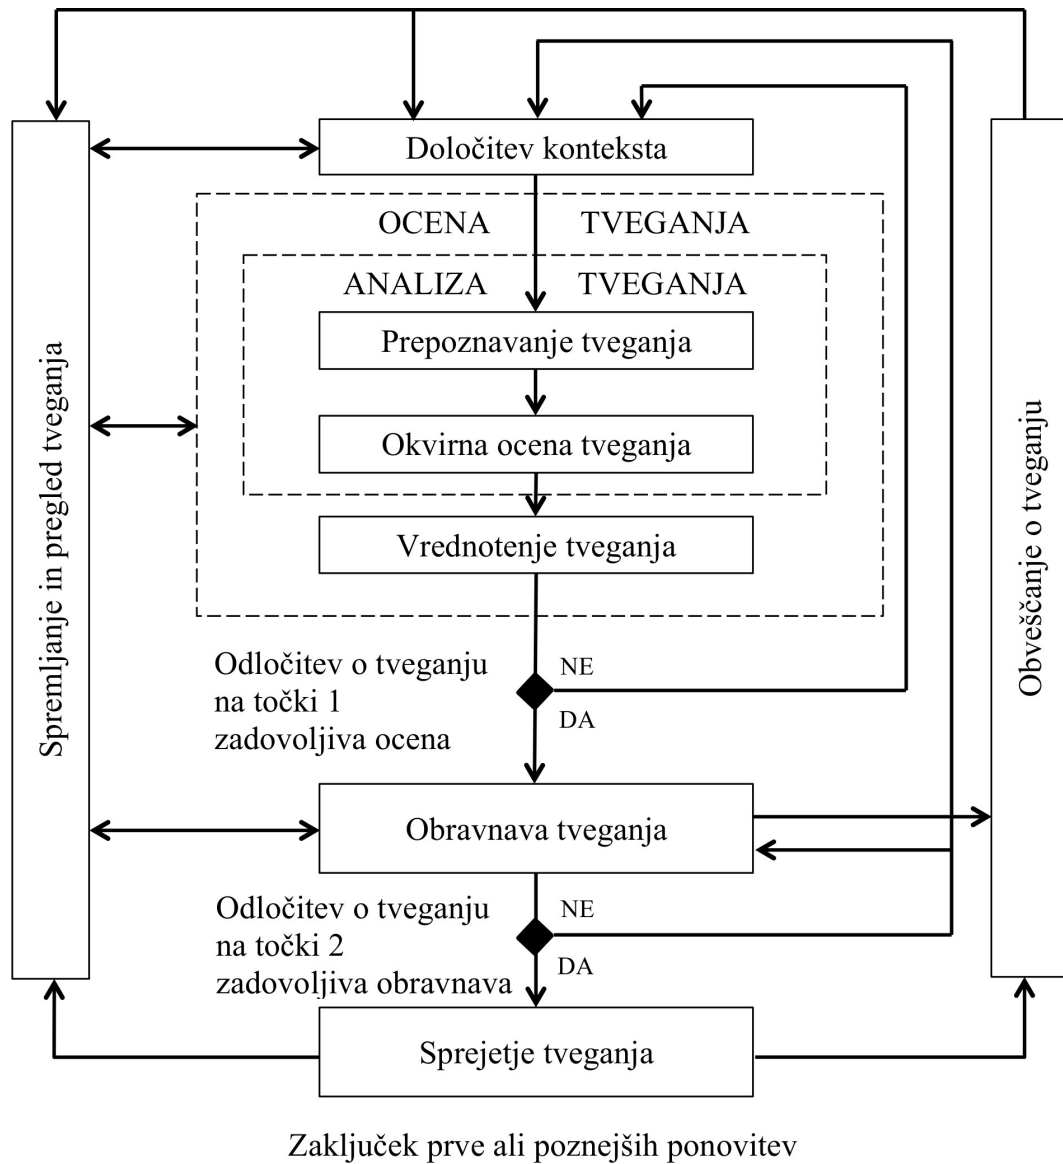 Določitev konteksta
OCENA TVEGANJA
ANALIZA TVEGANJA
Prepoznavanje tveganja
Okvirna ocena tveganja
Vrednotenje tveganja
Spremljanje in pregled tveganja
Obveščanje o tveganju
Odločitev o tveganju
na točki 1
zadovoljiva ocena
NE
DA
Obravnava tveganja
Odločitev o tveganju
na točki 2
zadovoljiva obravnava
NE
DA
Sprejetje tveganja
Zaključek prve ali poznejših ponovitev